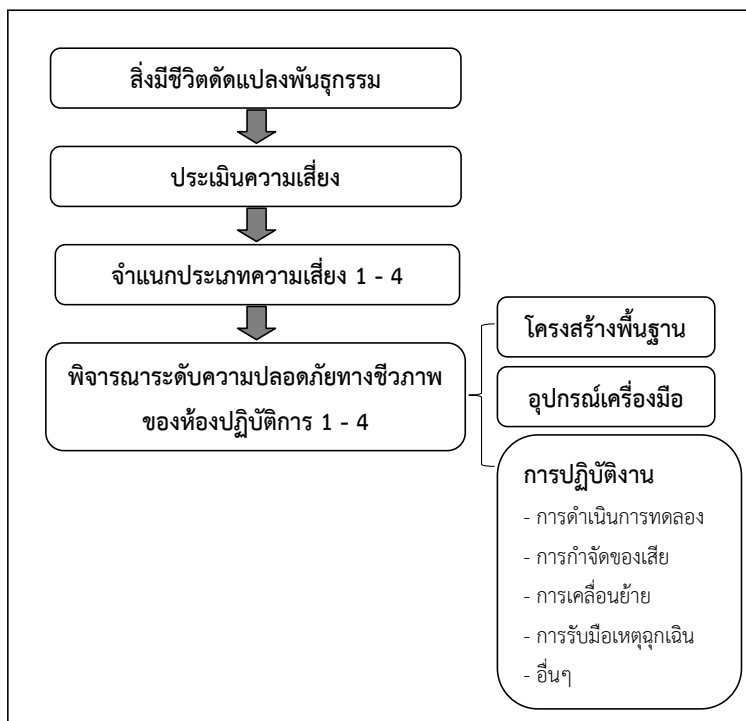 สิ่งมีชีวิตดัดแปลงพันธุกรรม
ประเมินความเสี่ยง
จำแนกประเภทความเสี่ยง 1 - 4
พิจารณาระดับความปลอดภัยทางชีวภาพ
ของห้องปฏิบัติการ 1 - 4
โครงสร้างพื้นฐาน
อุปกรณ์เครื่องมือ
การปฏิบัติงาน
- การดำเนินการทดลอง
- การกำจัดของเสีย
- การเคลื่อนย้าย
- การรับมือเหตุฉุกเฉิน
- อื่นๆ